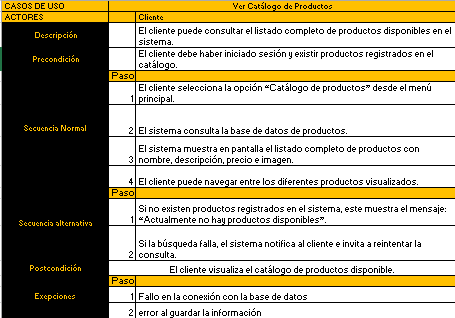 CASOS DE USO Ver Catálogo de Productos
ACTORES Cliente
Descripción El cliente puede consultar el listado completo de productos disponibles en el
sistema.
Precondición El cliente debe haber iniciado sesión y existir productos registrados en el
catálogo.
Paso
El cliente selecciona la opción “Catálogo de productos” desde el menú
1 principal.
Secuencia Normal 2 El sistema consulta la base de datos de productos.
El sistema muestra en pantalla el listado completo de productos con
3 nombre, descripción, precio e imagen.
4 El cliente puede navegar entre los diferentes productos visualizados.
Paso
Si no existen productos registrados en el sistema, este muestra el mensaje:
Secuencia alternativa 1 “Actualmente no hay productos disponibles”.
Si la búsqueda falla, el sistema notifica al cliente e invita a reintentar la
2 consulta.
Postcondición El cliente visualiza el catálogo de productos disponible.
Paso
Exepciones 1 Fallo en la conexión con la base de datos
2 error al guardar la información